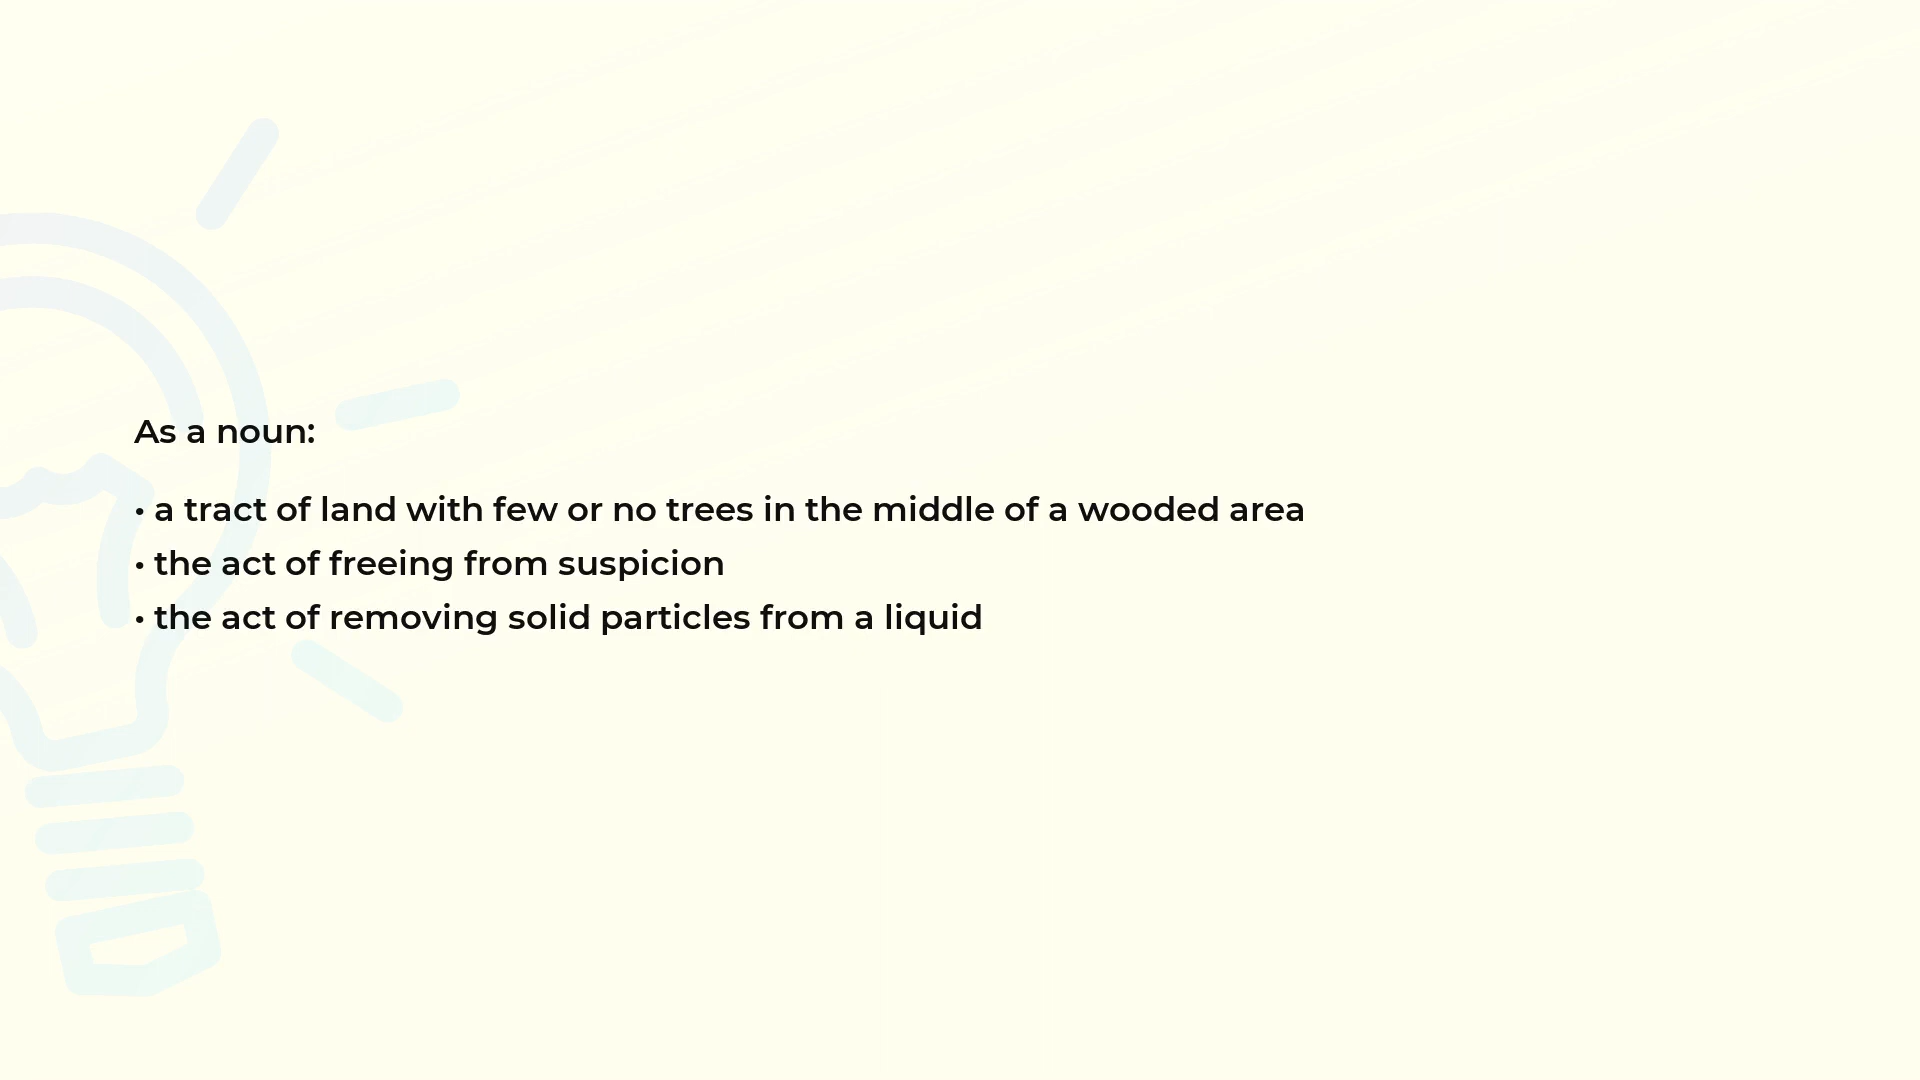 As a noun:
• a tract of land with few or no trees in the middle of a wooded area
• the act of freeing from suspicion
• the act of removing solid particles from a liquid